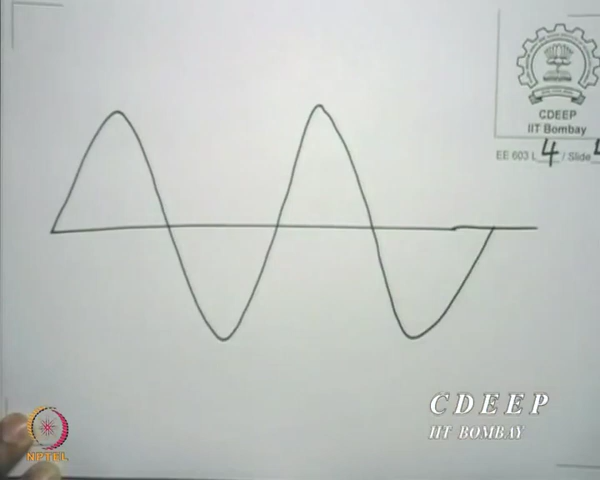 CDEEP
IIT Bombay
EE 603 L 4 / Slide
CDEEP
IIT BOMBAY
NPTEL